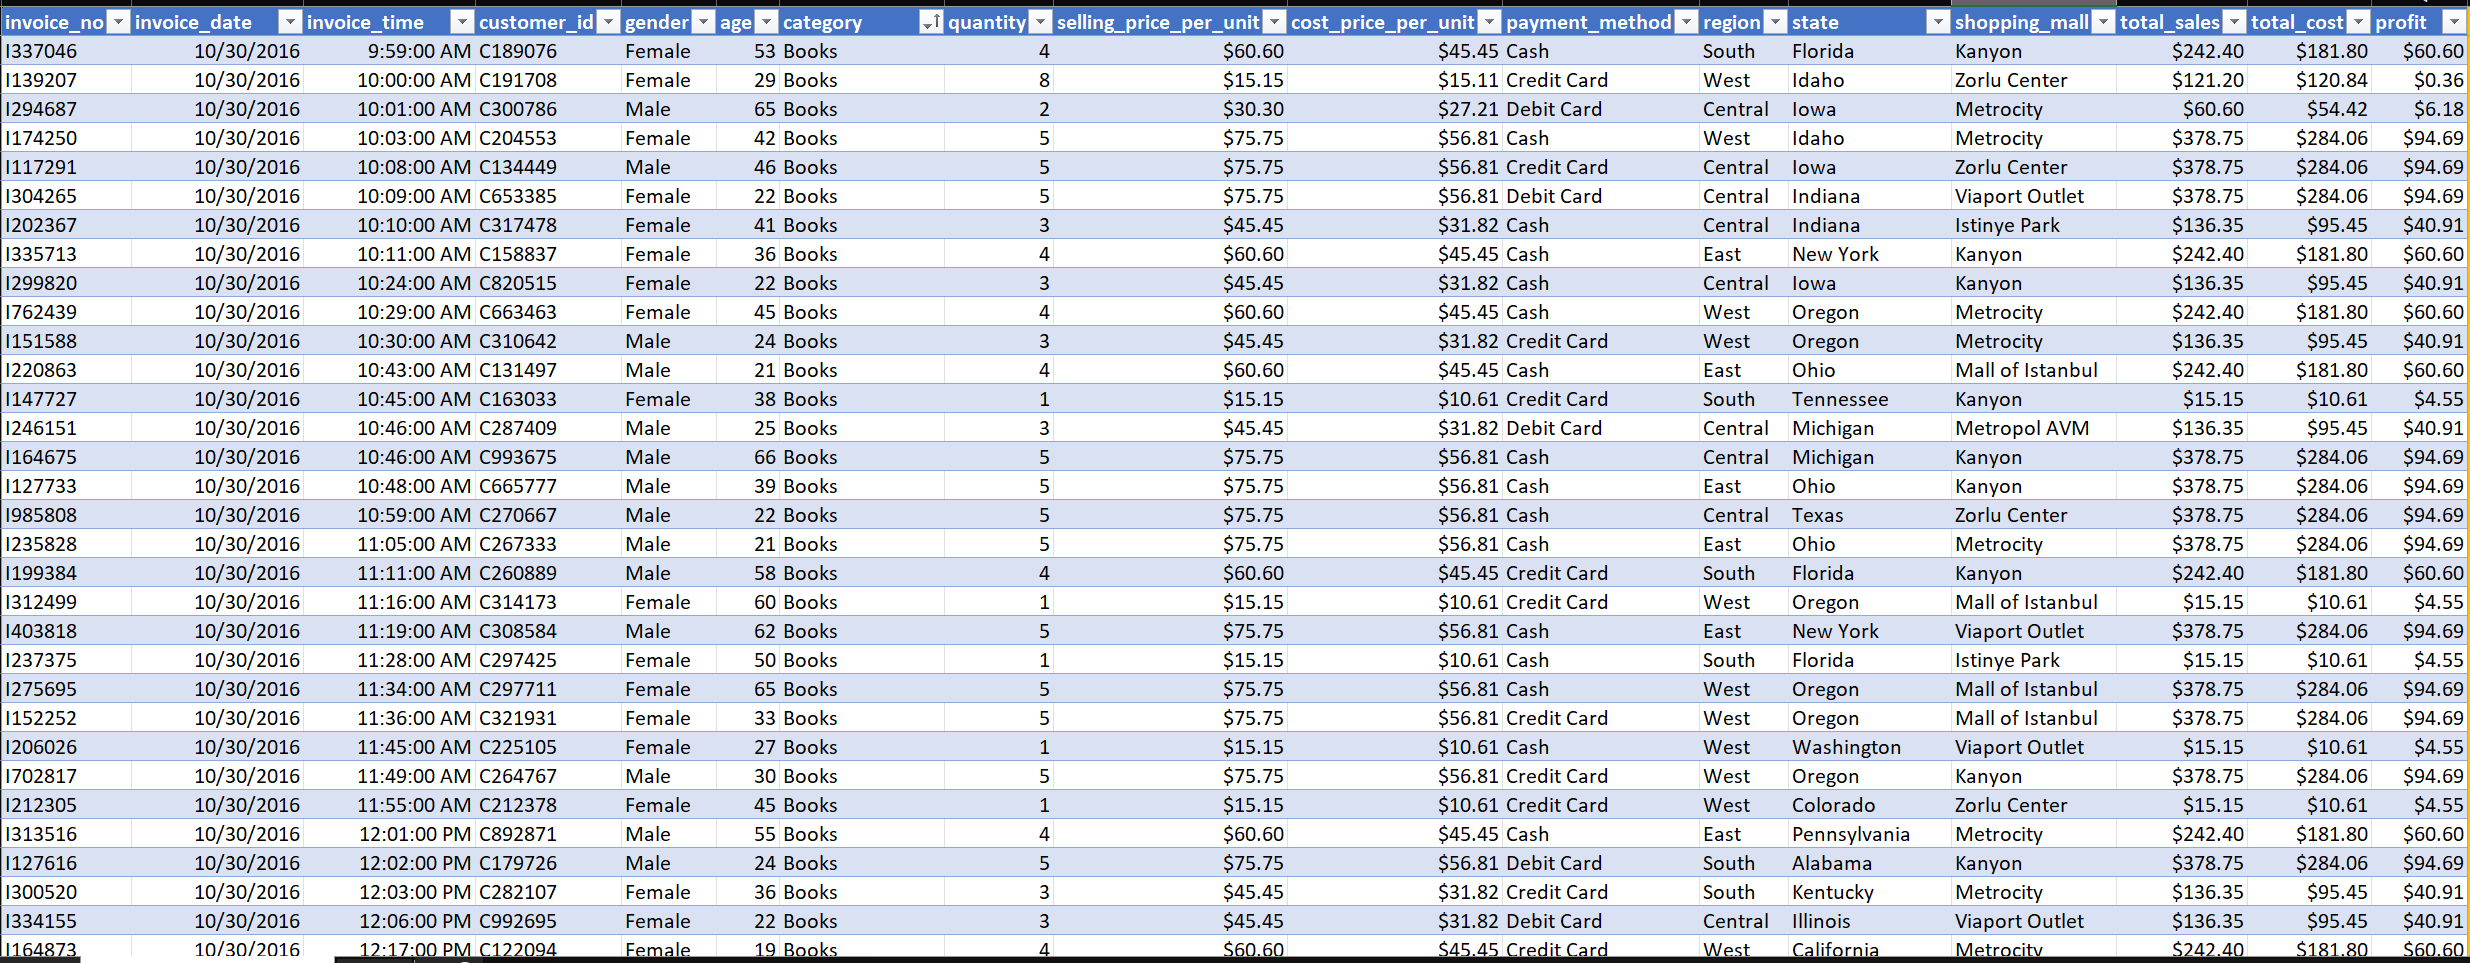 invoice_no invoice_date invoice_time customer_id gender age category quantity selling_price_per_unit cost_price_per_unit payment_method region state shopping_mall total_sales total_cost profit
I337046 10/30/2016 9:59:00 AM C189076 Female 53 Books 4 $60.60 $45.45 Cash South Florida Kanyon $242.40 $181.80 $60.60
I139207 10/30/2016 10:00:00 AM C191708 Female 29 Books 8 $15.15 $15.11 Credit Card West Idaho Zorlu Center $121.20 $120.84 $0.36
I294687 10/30/2016 10:01:00 AM C300786 Male 65 Books 2 $30.30 $27.21 Debit Card Central Iowa Metrocity $60.60 $54.42 $6.18
I174250 10/30/2016 10:03:00 AM C204553 Female 42 Books 5 $75.75 $56.81 Cash West Idaho Metrocity $378.75 $284.06 $94.69
I117291 10/30/2016 10:08:00 AM C134449 Male 46 Books 5 $75.75 $56.81 Credit Card Central Iowa Zorlu Center $378.75 $284.06 $94.69
I304265 10/30/2016 10:09:00 AM C653385 Female 22 Books 5 $75.75 $56.81 Debit Card Central Indiana Viaport Outlet $378.75 $284.06 $94.69
I202367 10/30/2016 10:10:00 AM C317478 Female 41 Books 3 $45.45 $31.82 Cash Central Indiana Istinye Park $136.35 $95.45 $40.91
I335713 10/30/2016 10:11:00 AM C158837 Female 36 Books 4 $60.60 $45.45 Cash East New York Kanyon $242.40 $181.80 $60.60
I299820 10/30/2016 10:24:00 AM C820515 Female 22 Books 3 $45.45 $31.82 Cash Central Iowa Kanyon $136.35 $95.45 $40.91
I762439 10/30/2016 10:29:00 AM C663463 Female 45 Books 4 $60.60 $45.45 Cash West Oregon Metrocity $242.40 $181.80 $60.60
I151588 10/30/2016 10:30:00 AM C310642 Male 24 Books 3 $45.45 $31.82 Credit Card West Oregon Metrocity $136.35 $95.45 $40.91
I220863 10/30/2016 10:43:00 AM C131497 Male 21 Books 4 $60.60 $45.45 Cash East Ohio Mall of Istanbul $242.40 $181.80 $60.60
I147727 10/30/2016 10:45:00 AM C163033 Female 38 Books 1 $15.15 $10.61 Credit Card South Tennessee Kanyon $15.15 $10.61 $4.55
I246151 10/30/2016 10:46:00 AM C287409 Male 25 Books 3 $45.45 $31.82 Debit Card Central Michigan Metropol AVM $136.35 $95.45 $40.91
I164675 10/30/2016 10:46:00 AM C993675 Male 66 Books 5 $75.75 $56.81 Cash Central Michigan Kanyon $378.75 $284.06 $94.69
I127733 10/30/2016 10:48:00 AM C665777 Male 39 Books 5 $75.75 $56.81 Cash East Ohio Kanyon $378.75 $284.06 $94.69
I985808 10/30/2016 10:59:00 AM C270667 Male 22 Books 5 $75.75 $56.81 Cash Central Texas Zorlu Center $378.75 $284.06 $94.69
I235828 10/30/2016 11:05:00 AM C267333 Male 21 Books 5 $75.75 $56.81 Cash East Ohio Metrocity $378.75 $284.06 $94.69
I199384 10/30/2016 11:11:00 AM C260889 Male 58 Books 4 $60.60 $45.45 Credit Card South Florida Kanyon $242.40 $181.80 $60.60
I312499 10/30/2016 11:16:00 AM C314173 Female 60 Books 1 $15.15 $10.61 Credit Card West Oregon Mall of Istanbul $15.15 $10.61 $4.55
I403818 10/30/2016 11:19:00 AM C308584 Male 62 Books 5 $75.75 $56.81 Cash East New York Viaport Outlet $378.75 $284.06 $94.69
I237375 10/30/2016 11:28:00 AM C297425 Female 50 Books 1 $15.15 $10.61 Cash South Florida Istinye Park $15.15 $10.61 $4.55
I275695 10/30/2016 11:34:00 AM C297711 Female 65 Books 5 $75.75 $56.81 Cash West Oregon Mall of Istanbul $378.75 $284.06 $94.69
I152252 10/30/2016 11:36:00 AM C321931 Female 33 Books 5 $75.75 $56.81 Credit Card West Oregon Mall of Istanbul $378.75 $284.06 $94.69
I206026 10/30/2016 11:45:00 AM C225105 Female 27 Books 1 $15.15 $10.61 Cash West Washington Viaport Outlet $15.15 $10.61 $4.55
I702817 10/30/2016 11:49:00 AM C264767 Male 30 Books 5 $75.75 $56.81 Credit Card West Oregon Kanyon $378.75 $284.06 $94.69
I212305 10/30/2016 11:55:00 AM C212378 Female 45 Books 1 $15.15 $10.61 Credit Card West Colorado Zorlu Center $15.15 $10.61 $4.55
I313516 10/30/2016 12:01:00 PM C892871 Male 55 Books 4 $60.60 $45.45 Cash East Pennsylvania Metrocity $242.40 $181.80 $60.60
I127616 10/30/2016 12:02:00 PM C179726 Male 24 Books 5 $75.75 $56.81 Debit Card South Alabama Kanyon $378.75 $284.06 $94.69
I300520 10/30/2016 12:03:00 PM C282107 Female 36 Books 3 $45.45 $31.82 Credit Card South Kentucky Metrocity $136.35 $95.45 $40.91
I334155 10/30/2016 12:06:00 PM C992695 Female 22 Books 3 $45.45 $31.82 Debit Card Central Illinois Viaport Outlet $136.35 $95.45 $40.91
I164873 10/30/2016 12:17:00 PM C122094 Female 19 Books 4 $60.60 $45.45 Credit Card West California Metrocity $242.40 $181.80 $60.60